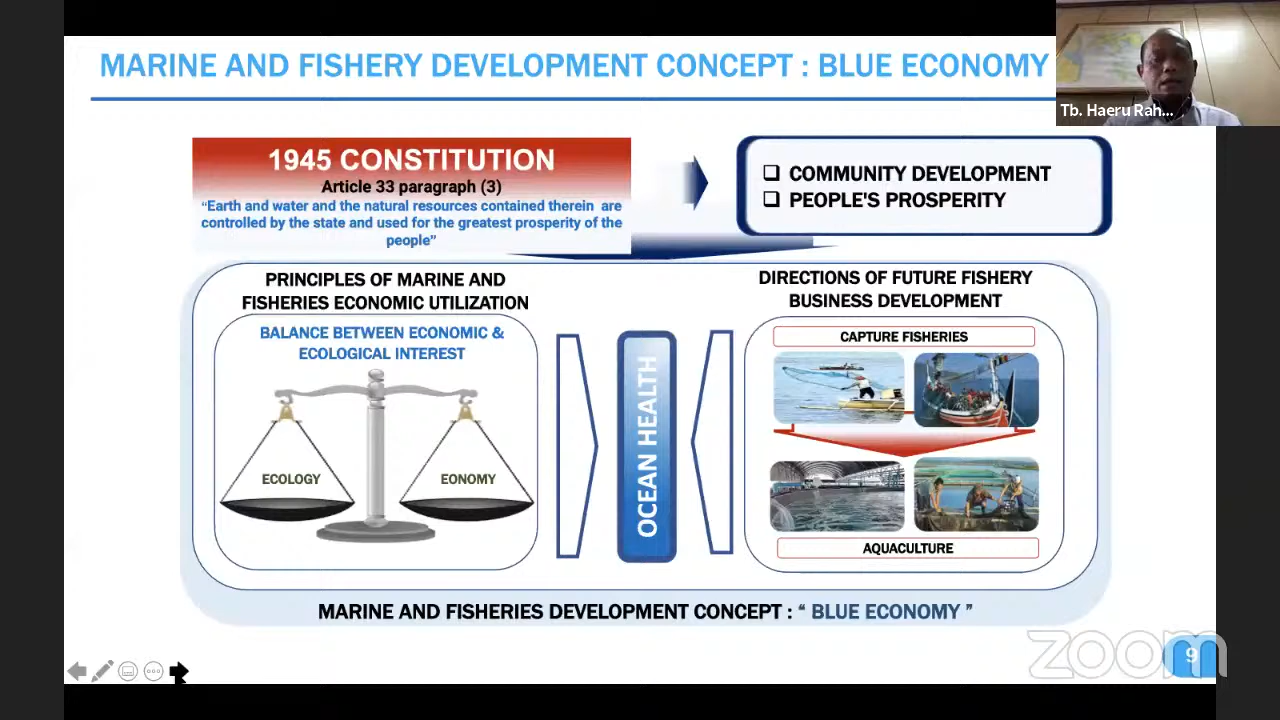 MARINE AND FISHERY DEVELOPMENT CONCEPT : BLUE ECONOMY
Tb. Haeru Rah...
1945 CONSTITUTION
Article 33 paragraph (3)
"Earth and water and the natural resources contained therein are
controlled by the state and used for the greatest prosperity of the
people"
COMMUNITY DEVELOPMENT
PEOPLE'S PROSPERITY
PRINCIPLES OF MARINE AND
FISHERIES ECONOMIC UTILIZATION
BALANCE BETWEEN ECONOMIC &
ECOLOGICAL INTEREST
ECOLOGY
EONOMY
OCEAN HEALTH
DIRECTIONS OF FUTURE FISHERY
BUSINESS DEVELOPMENT
CAPTURE FISHERIES
AQUACULTURE
MARINE AND FISHERIES DEVELOPMENT CONCEPT : “ BLUE ECONOMY ”
zoom
9